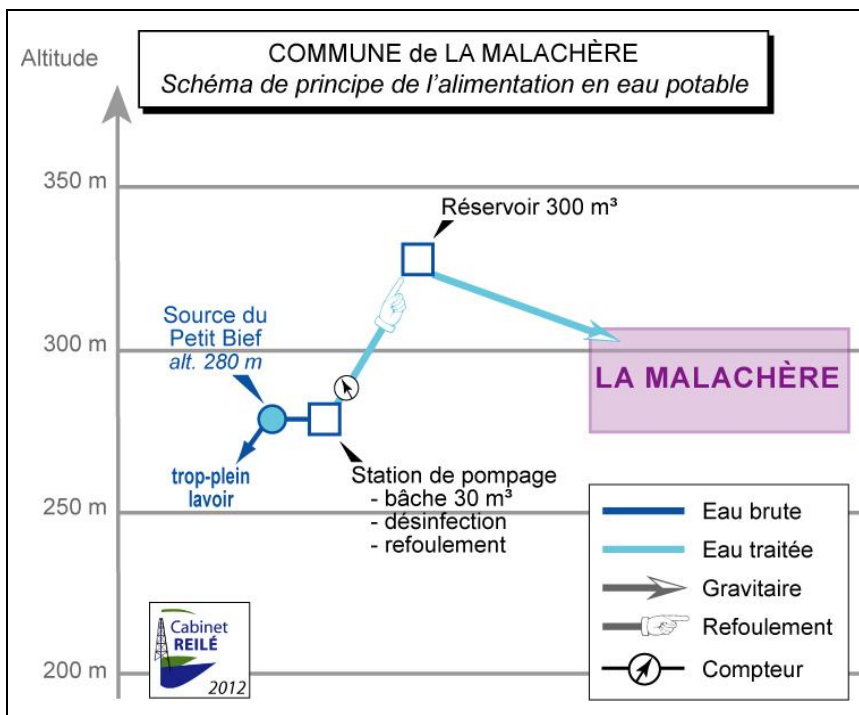 COMMUNE de LA MALACHÈRE
Schéma de principe de l'alimentation en eau potable
Altitude
350 m
Réservoir 300 m³
Source du
Petit Bief
alt. 280 m
300 m
LA MALACHÈRE
trop-plein
lavoir
Station de pompage
- bâche 30 m³
- désinfection
- refoulement
250 m
Eau brute
Eau traitée
Gravitaire
Refoulement
Compteur
Cabinet
REILÉ
2012
200 m